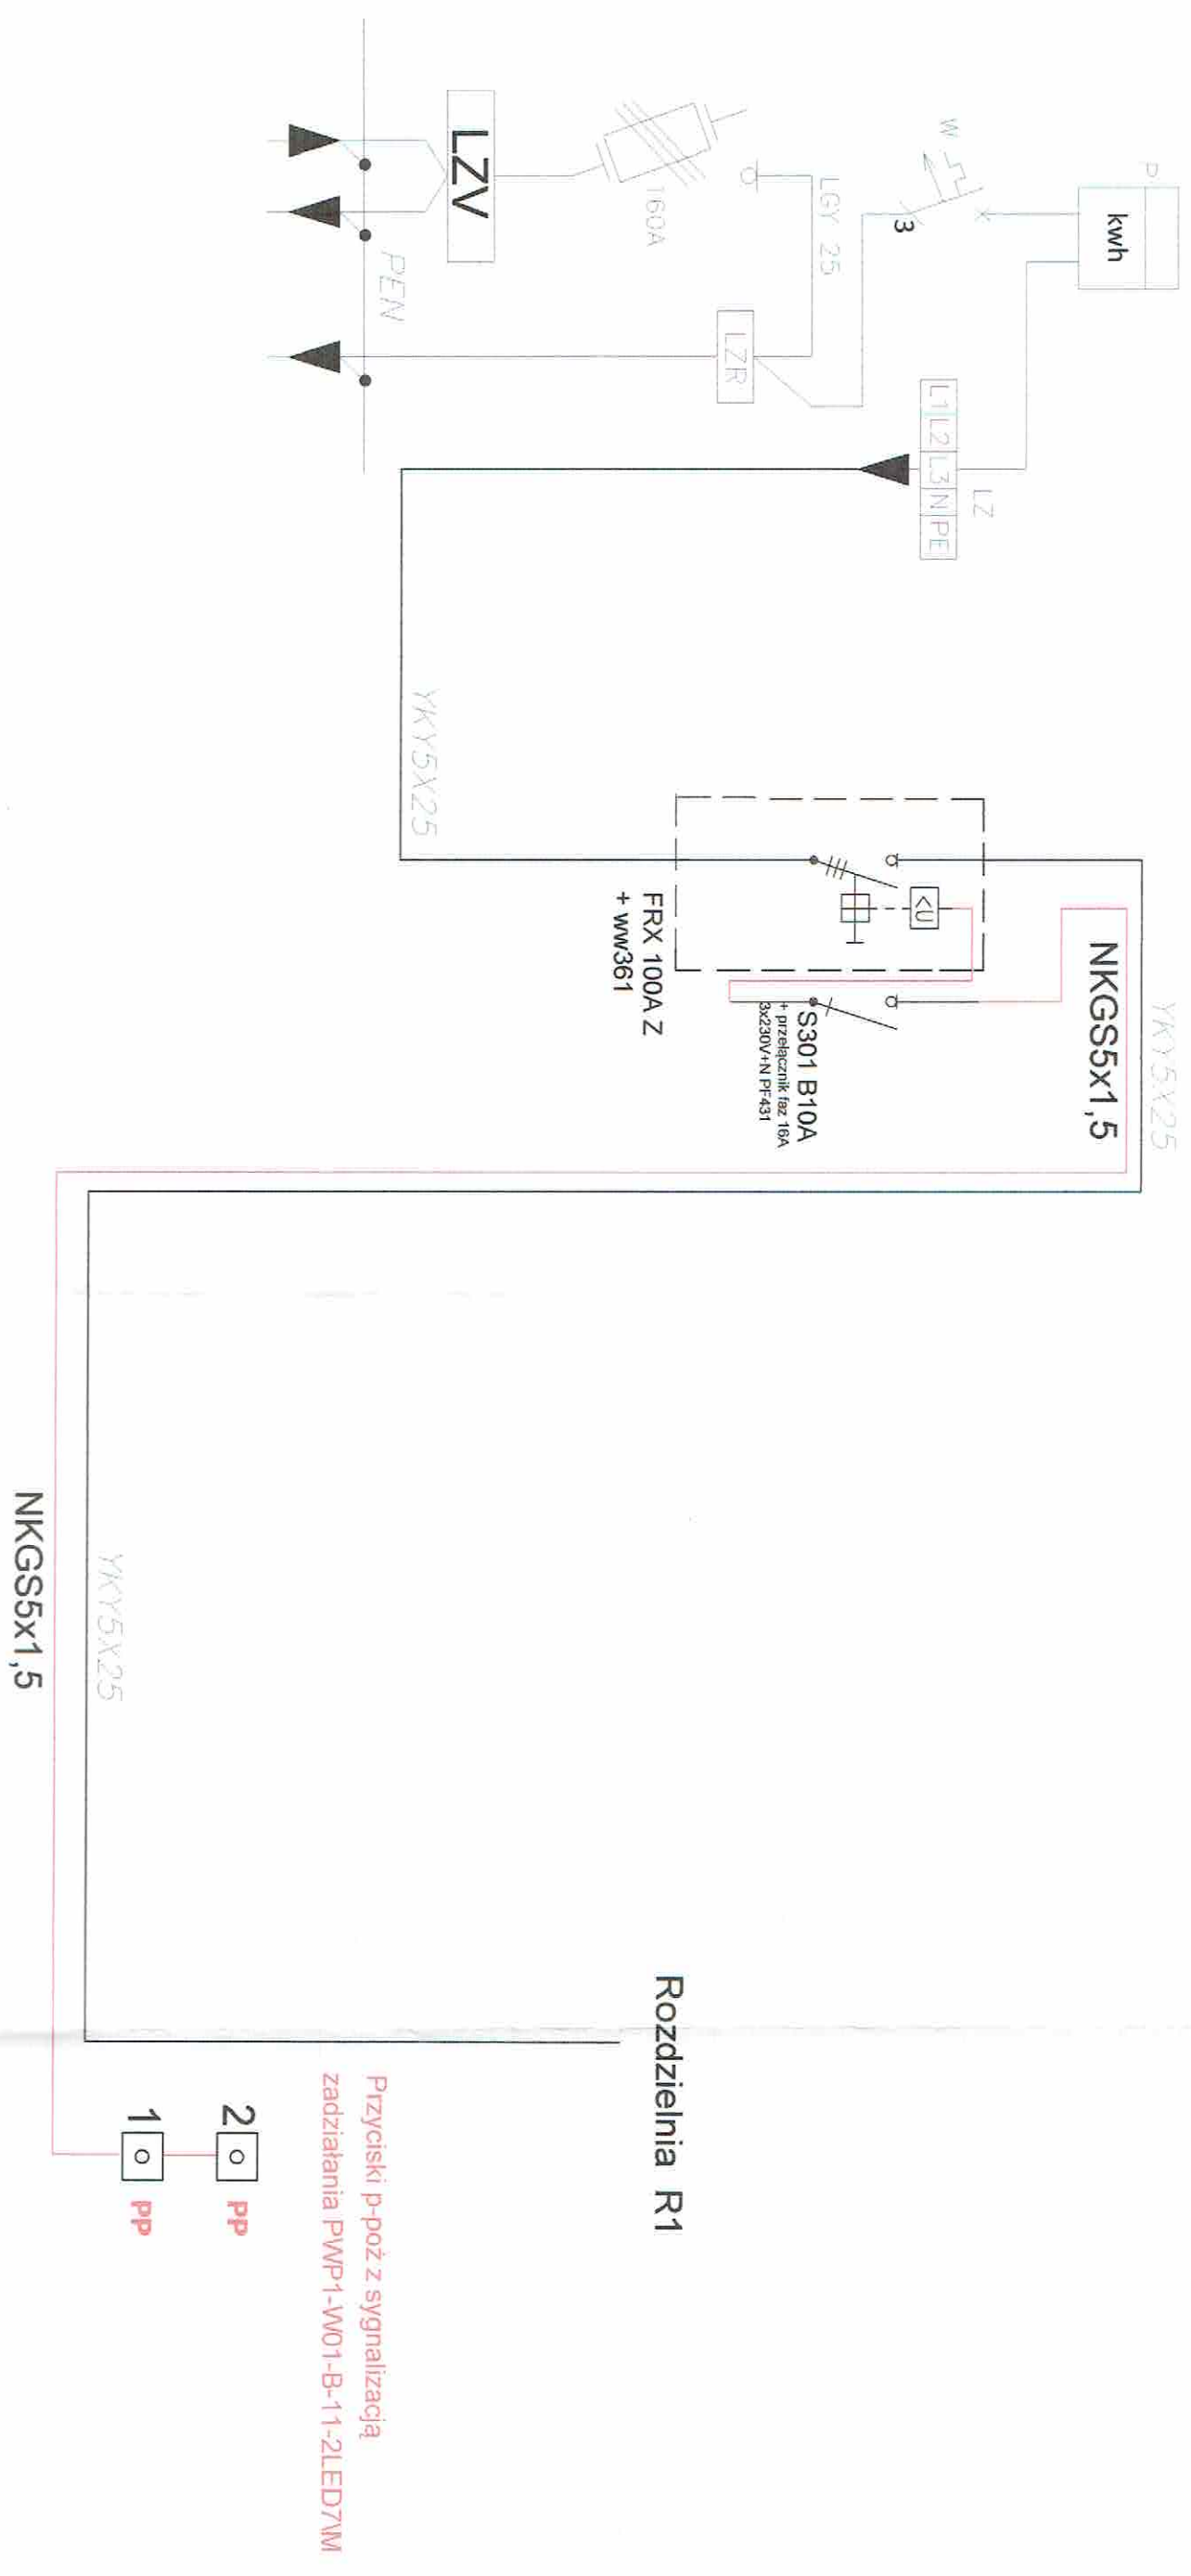 P
kwh
W
3
LGY 25
160A
LZV
PEN
LZR
LZ
L1 L2 L3 N PE
YKY5X25
YKY5X25
NKGS5x1,5
<U
FRX 100A Z
+ ww361
S301 B10A
+ przełącznik faz 16A
3x230V+N PF431
YKY5X25
NKGS5x1,5
Rozdzielnia R1
Przyciski p-poż z sygnalizacją
zadziałania PWP1-W01-B-11-2LED7\M
2
PP
1
PP